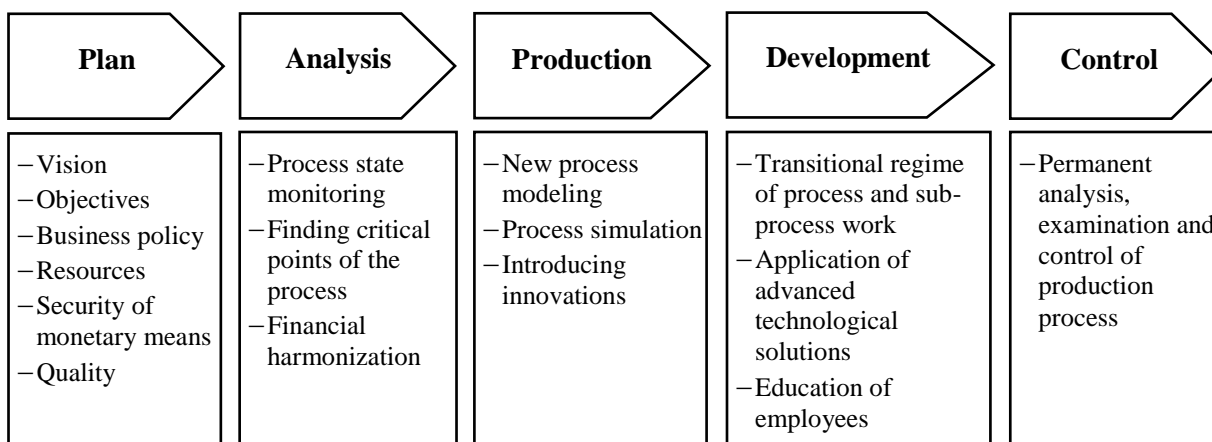 Plan
Analysis
Production
Development
Control
–Vision
–Objectives
–Business policy
–Resources
–Security of
monetary means
–Quality
–Process state
monitoring
–Finding critical
points of the
process
–Financial
harmonization
–New process
modeling
–Process simulation
–Introducing
innovations
–Transitional regime
of process and sub-
process work
–Application of
advanced
technological
solutions
–Education of
employees
–Permanent
analysis,
examination and
control of
production
process